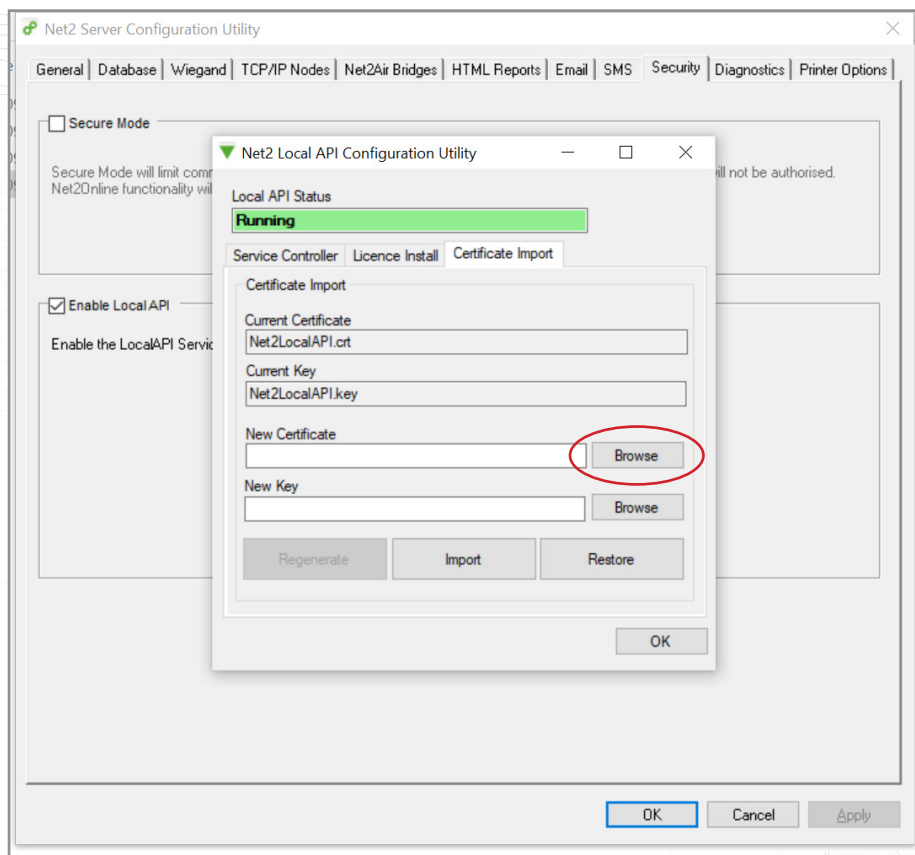 Net2 Server Configuration Utility
General Database Wiegand TCP/IP Nodes Net2Air Bridges HTML Reports Email SMS Security Diagnostics Printer Options
Secure Mode
Secure Mode will limit ill not be authorised.
Net2Online functionality
Enable Local API
Enable the LocalAPI
Net2 Local API Configuration Utility
Local API Status
Running
Service Controller Licence Install Certificate Import
Certificate Import
Current Certificate
Net2LocalAPI.crt
Current Key
Net2LocalAPI.key
New Certificate
Browse
New Key
Browse
Regenerate Import Restore
OK
OK Cancel Apply